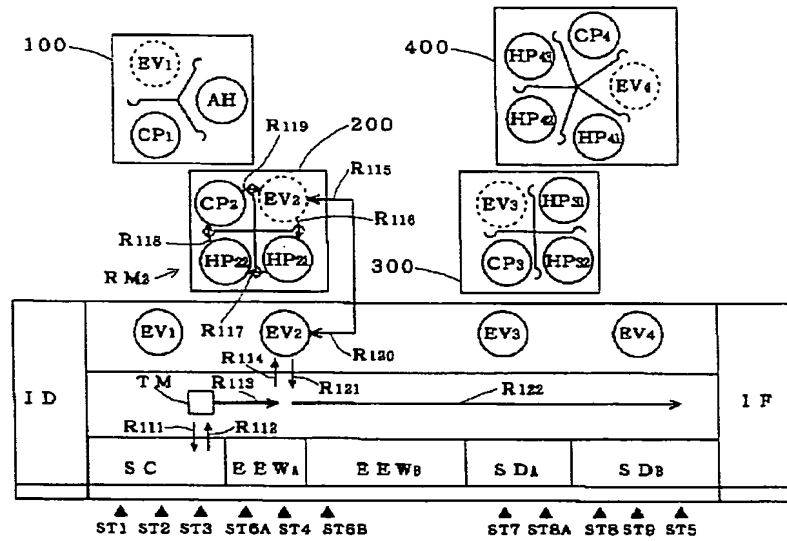 100
EV1
AH
CP1
400
CP4
HP43
EV4
HP42
HP41
R119
200
R115
CP2
EV2
R116
R118
HP22
HP21
RM2
R117
EV3
HP31
CP3
HP32
300
ID
EV1
EV2
EV3
EV4
IF
R120
R114
R121
TM
R113
R122
R111
R112
SC
EEWA
EEWB
SDA
SDB
ST1
ST2
ST3
ST6A
ST4
ST6B
ST7
ST8A
ST8
ST9
ST5